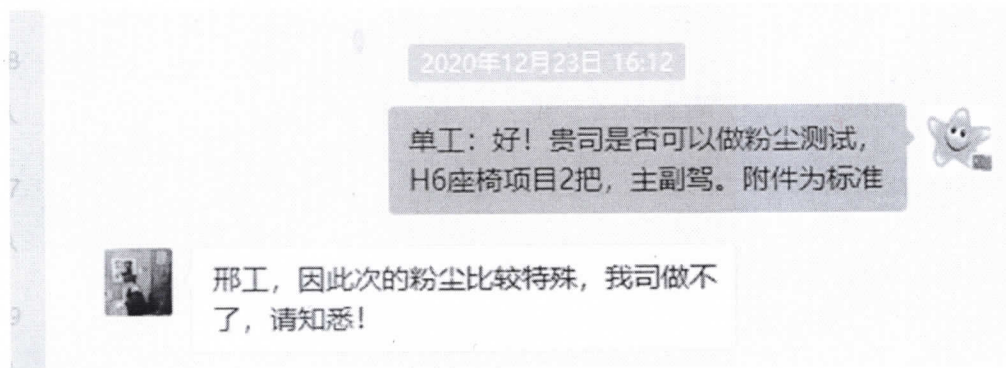 2020年12月23日 16:12
单工：好！贵司是否可以做粉尘测试，
H6座椅项目2把，主副驾。附件为标准
邢工，因此次的粉尘比较特殊，我司做不
了，请知悉！